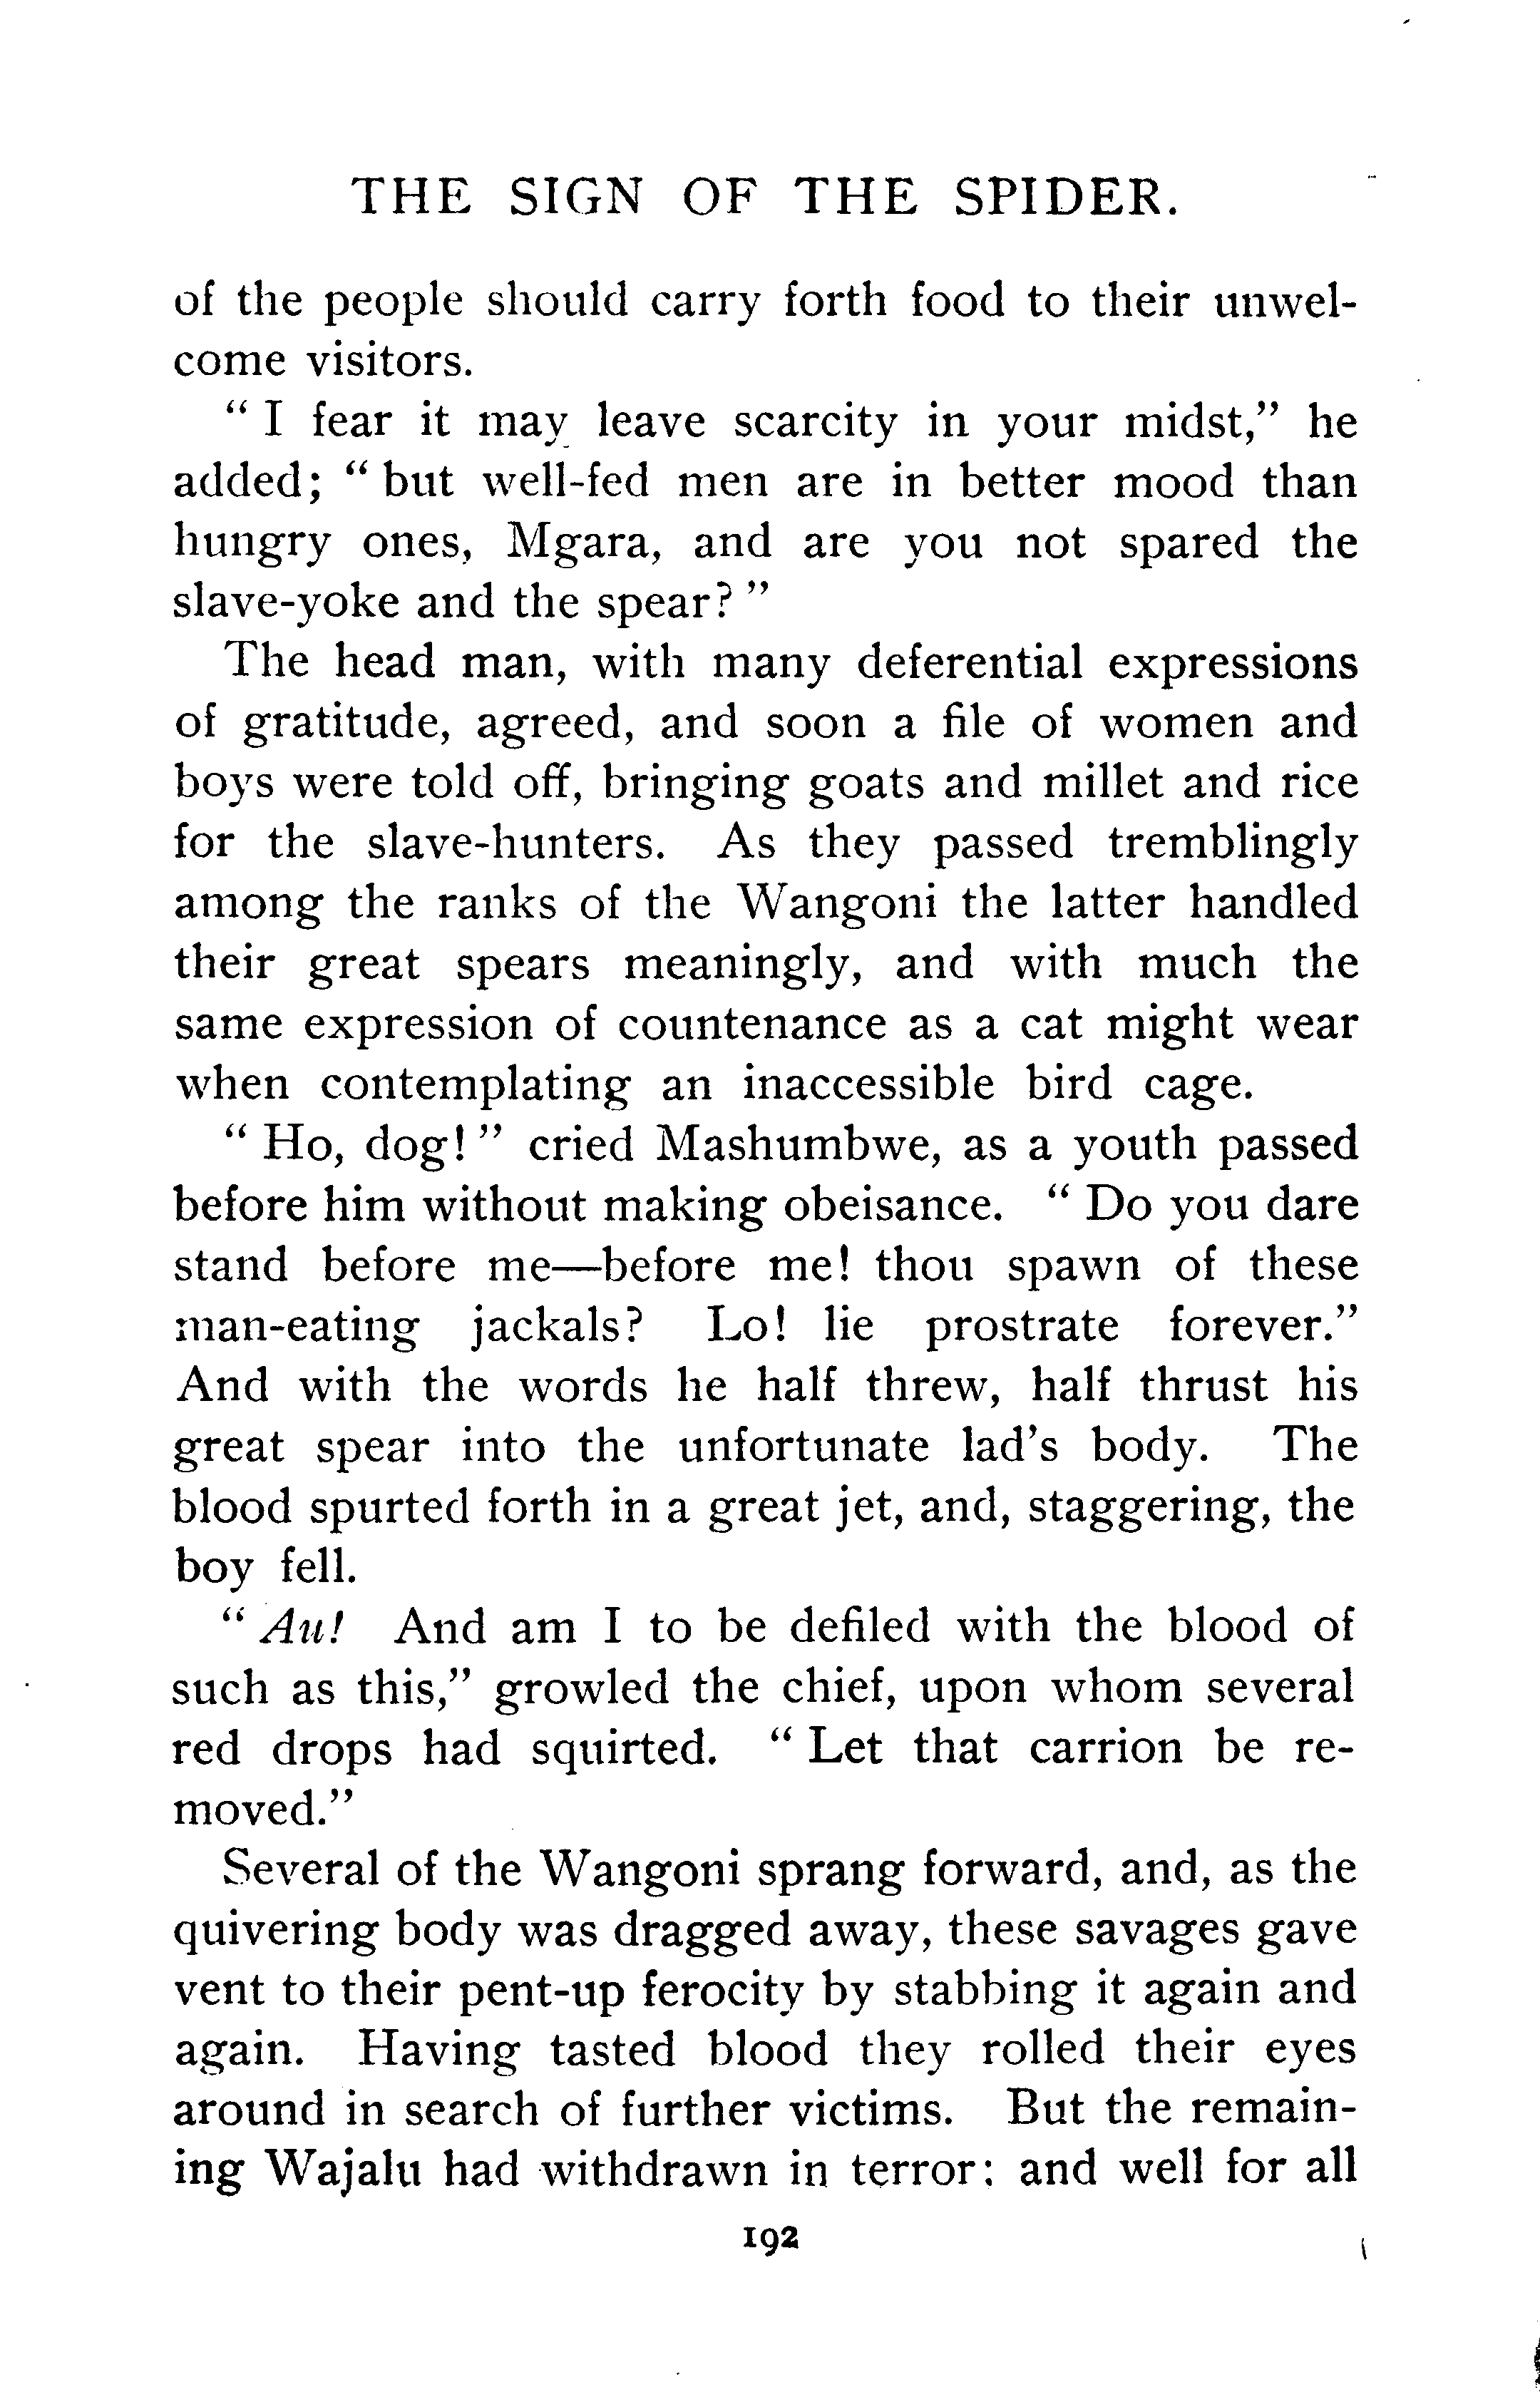 THE SIGN OF THE SPIDER.
of the people should carry forth food to their unwel-
come visitors.
" I fear it may leave scarcity in your midst," he
added; " but well-fed men are in better mood than
hungry ones, Mgara, and are you not spared the
slave-yoke and the spear? "
The head man, with many deferential expressions
of gratitude, agreed, and soon a file of women and
boys were told off, bringing goats and millet and rice
for the slave-hunters. As they passed tremblingly
among the ranks of the Wangoni the latter handled
their great spears meaningly, and with much the
same expression of countenance as a cat might wear
when contemplating an inaccessible bird cage.
" Ho, dog! " cried Mashumbwe, as a youth passed
before him without making obeisance. " Do you dare
stand before me—before me! thou spawn of these
man-eating jackals? Lo! lie prostrate forever."
And with the words he half threw, half thrust his
great spear into the unfortunate lad's body. The
blood spurted forth in a great jet, and, staggering, the
boy fell.
" Au! And am I to be defiled with the blood of
such as this," growled the chief, upon whom several
red drops had squirted. " Let that carrion be re-
moved."
Several of the Wangoni sprang forward, and, as the
quivering body was dragged away, these savages gave
vent to their pent-up ferocity by stabbing it again and
again. Having tasted blood they rolled their eyes
around in search of further victims. But the remain-
ing Wajalu had withdrawn in terror; and well for all
192